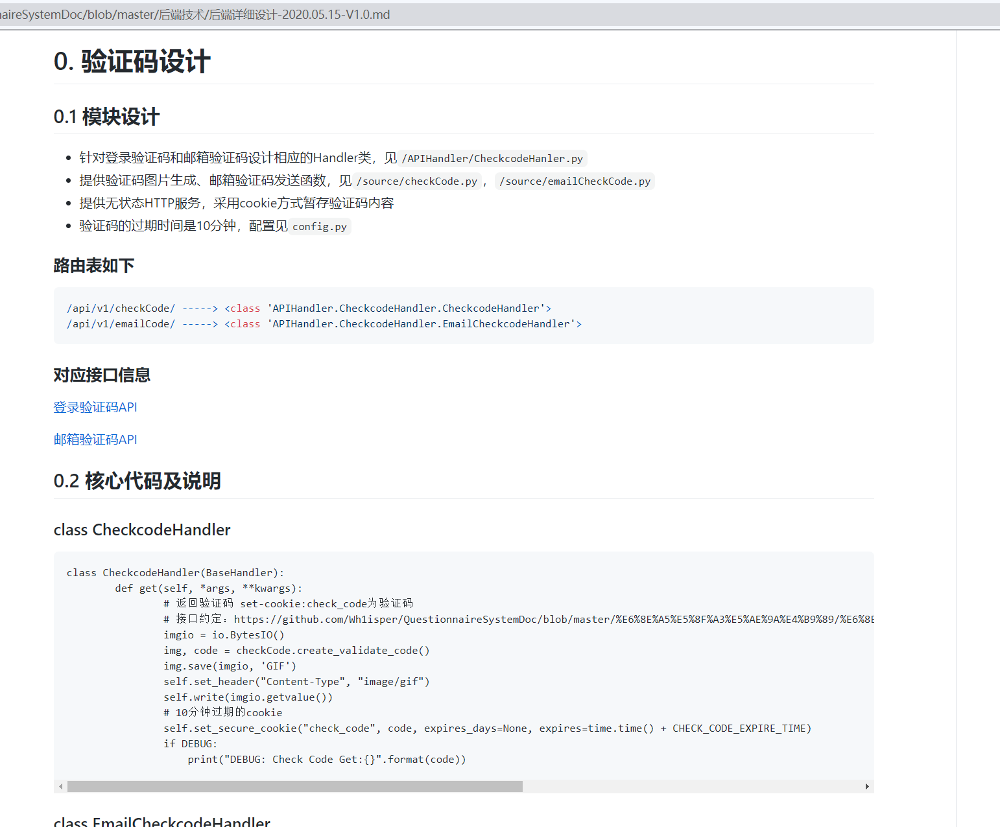 naireSystemDoc/blob/master/后端技术/后端详细设计-2020.05.15-V1.0.md
0. 验证码设计
0.1 模块设计
• 针对登录验证码和邮箱验证码设计相应的Handler类，见 /APIHandler/CheckcodeHanler.py
• 提供验证码图片生成、邮箱验证码发送函数，见 /source/checkCode.py ， /source/emailCheckCode.py
• 提供无状态HTTP服务，采用cookie方式暂存验证码内容
• 验证码的过期时间是10分钟，配置见 config.py
路由表如下
/api/v1/checkCode/ -----> <class 'APIHandler.CheckcodeHandler.CheckcodeHandler'>
/api/v1/emailCode/ -----> <class 'APIHandler.CheckcodeHandler.EmailCheckcodeHandler'>
对应接口信息
登录验证码API
邮箱验证码API
0.2 核心代码及说明
class CheckcodeHandler
class CheckcodeHandler(BaseHandler):
def get(self, *args, **kwargs):
# 返回验证码 set-cookie:check_code为验证码
# 接口约定：https://github.com/Wh1isper/QuestionnaireSystemDoc/blob/master/%E6%8E%A5%E5%8F%A3%E5%AE%9A%E4%B9%89/%E6%8E
imgio = io.BytesIO()
img, code = checkCode.create_validate_code()
img.save(imgio, 'GIF')
self.set_header("Content-Type", "image/gif")
self.write(imgio.getvalue())
# 10分钟过期的cookie
self.set_secure_cookie("check_code", code, expires_days=None, expires=time.time() + CHECK_CODE_EXPIRE_TIME)
if DEBUG:
print("DEBUG: Check Code Get:{}".format(code))
class EmailCheckcodeHandler